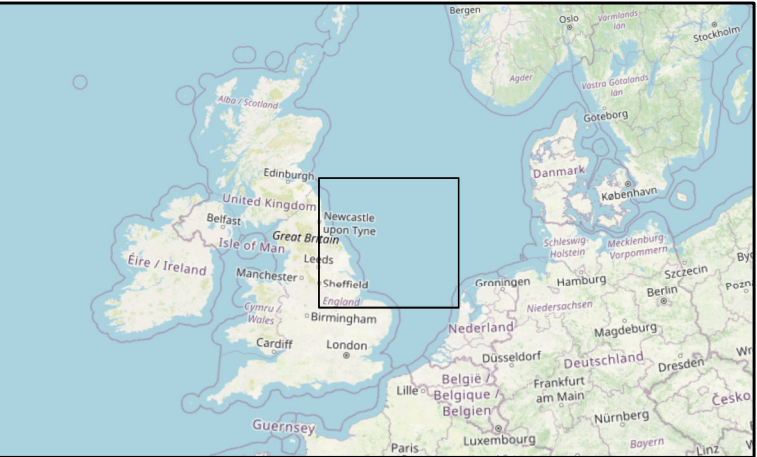 Bergen
Oslo
Värmlands
län
Stockholm
Agder
Västra Götalands
län
Alba / Scotland
Göteborg
Edinburgh
Danmark
København
United Kingdom
Newcastle
upon Tyne
Belfast
Isle of Man
Great Britain
Schleswig-
Holstein
Mecklenburg-
Vorpommern
Éire / Ireland
Leeds
Manchester
Sheffield
Groningen
Hamburg
Szczecin
Berlin
England
Cymru /
Wales
Birmingham
Niedersachsen
Nederland
Magdeburg
Cardiff
London
Düsseldorf
Deutschland
Dresden
Lille
België /
Belgique /
Belgien
Frankfurt
am Main
Česko
Guernsey
Nürnberg
Luxembourg
Paris
Bayern
Linz